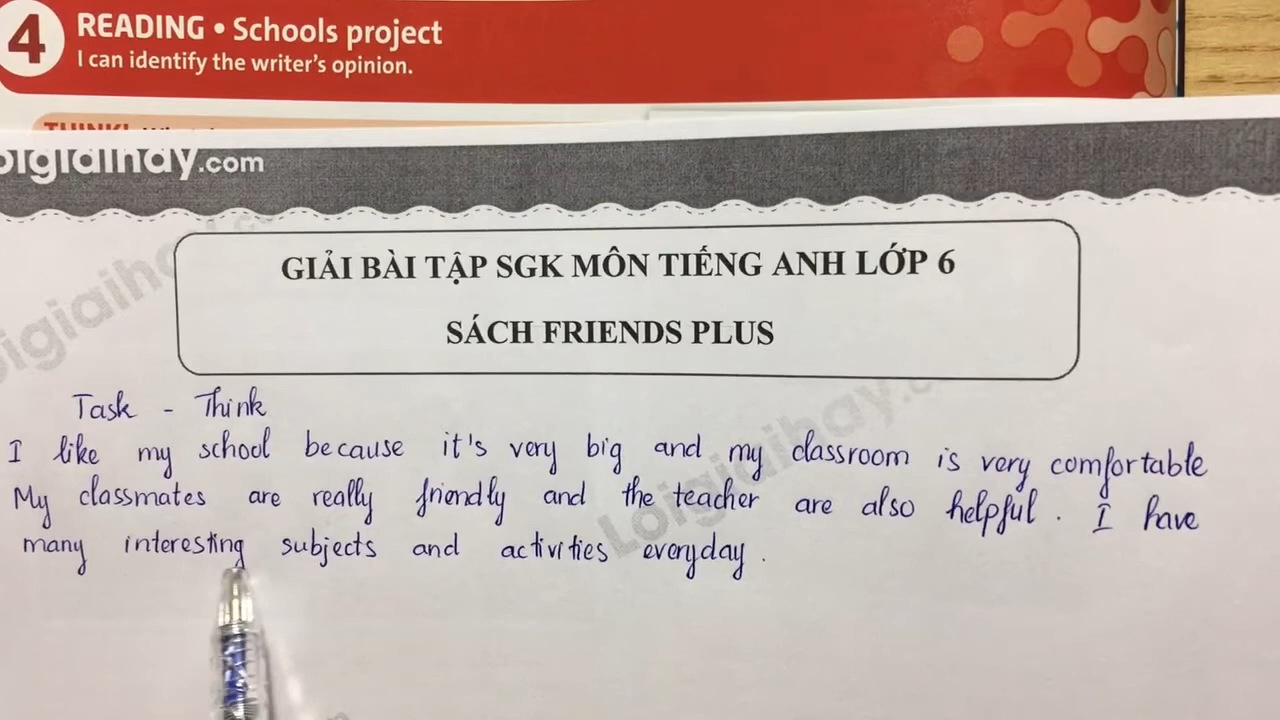 4
READING • Schools project
I can identify the writer's opinion.
THINK!
oigiaihay.com
GIẢI BÀI TẬP SGK MÔN TIẾNG ANH LỚP 6
SÁCH FRIENDS PLUS
Task - Think
I like my school because it's very big and my classroom is very comfortable
My classmates are really friendly and the teacher are also helpful. I have
many interesting subjects and activities everyday.
Loigiaihay.c